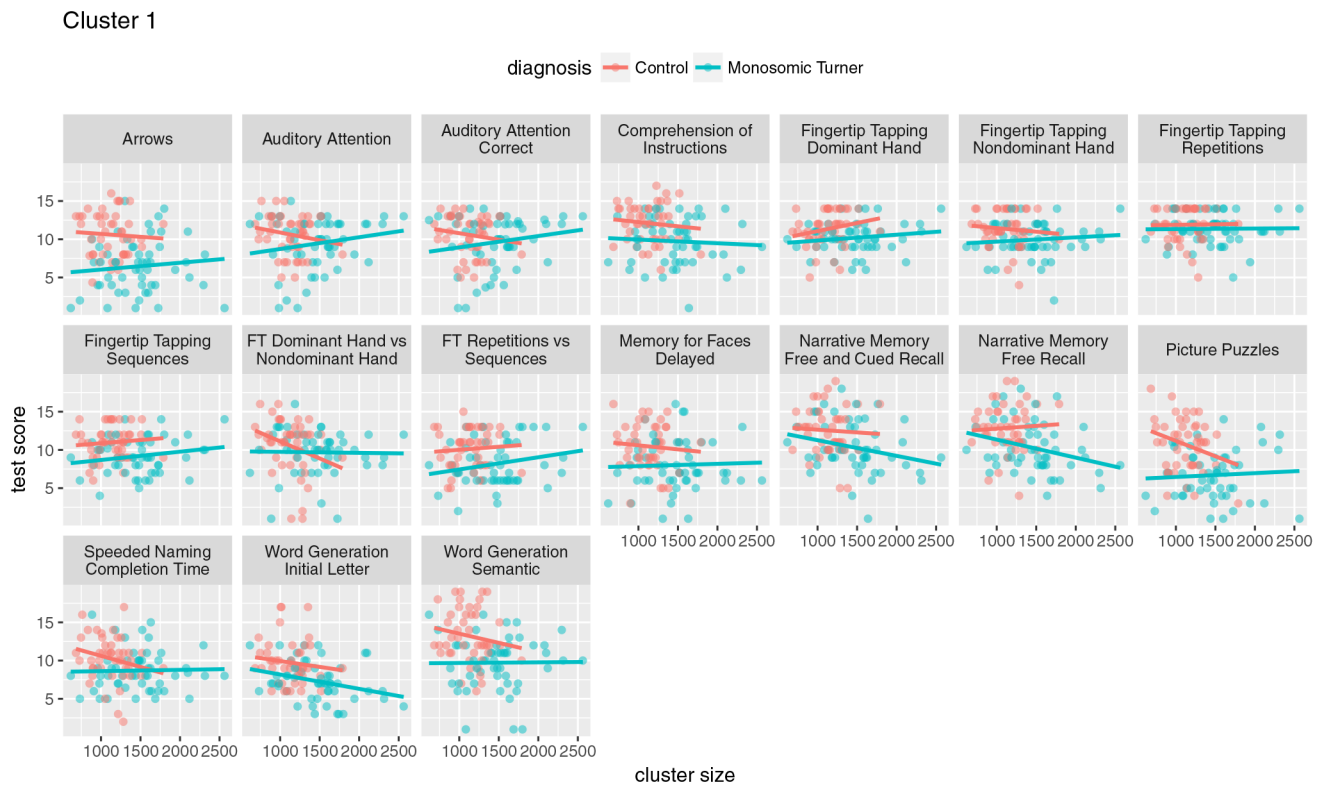 Cluster 1
diagnosis Control Monosomic Turner
Arrows
Auditory Attention
Auditory Attention
Correct
Comprehension of
Instructions
Fingertip Tapping
Dominant Hand
Fingertip Tapping
Nondominant Hand
Fingertip Tapping
Repetitions
15
10
5
Fingertip Tapping
Sequences
FT Dominant Hand vs
Nondominant Hand
FT Repetitions vs
Sequences
Memory for Faces
Delayed
Narrative Memory
Free and Cued Recall
Narrative Memory
Free Recall
Picture Puzzles
15
10
5
1000 1500 2000 2500
1000 1500 2000 2500
1000 1500 2000 2500
1000 1500 2000 2500
Speeded Naming
Completion Time
Word Generation
Initial Letter
Word Generation
Semantic
15
10
5
1000 1500 2000 2500
1000 1500 2000 2500
1000 1500 2000 2500
test score
cluster size